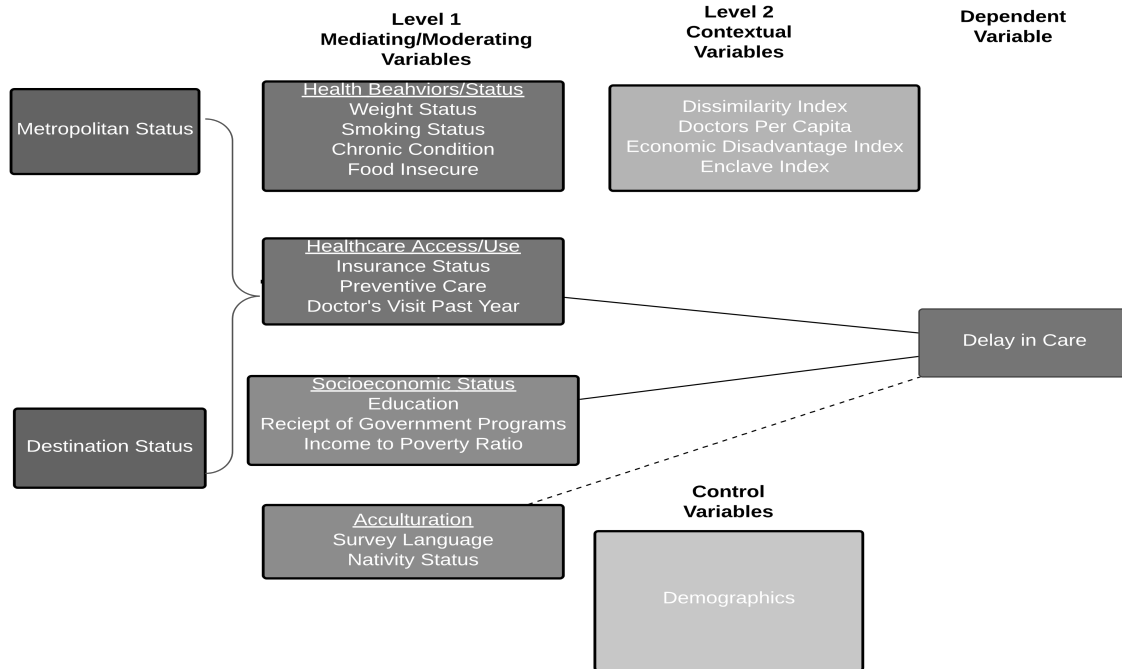 Level 1
Mediating/Moderating
Variables
Level 2
Contextual
Variables
Dependent
Variable
Metropolitan Status
Health Beahviors/Status
Weight Status
Smoking Status
Chronic Condition
Food Insecure
Dissimilarity Index
Doctors Per Capita
Economic Disadvantage Index
Enclave Index
Healthcare Access/Use
Insurance Status
Preventive Care
Doctor's Visit Past Year
Delay in Care
Destination Status
Socioeconomic Status
Education
Reciept of Government Programs
Income to Poverty Ratio
Acculturation
Survey Language
Nativity Status
Control
Variables
Demographics